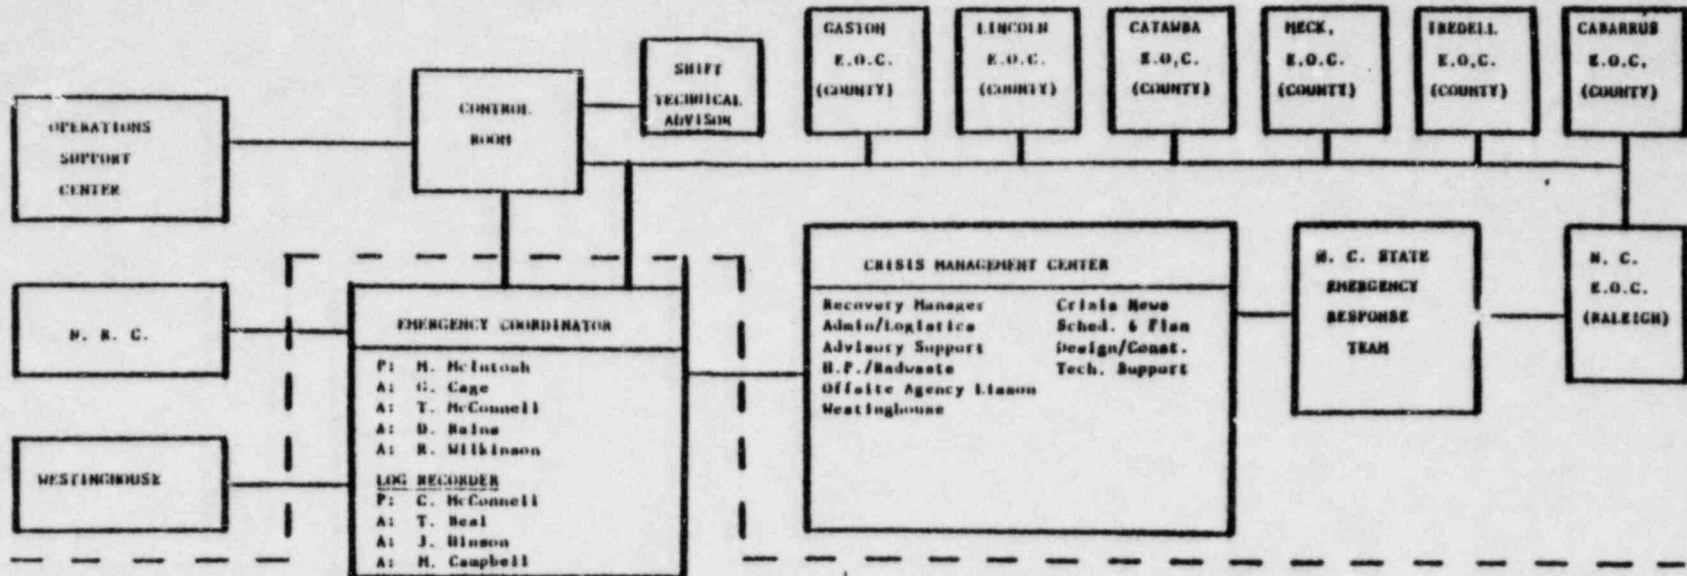 GASTON
E.O.C.
(COUNTY)
LINCOLN
E.O.C.
(COUNTY)
CATAWBA
E.O.C.
(COUNTY)
MECK.
E.O.C.
(COUNTY)
IREDELL
E.O.C.
(COUNTY)
CABARRUS
E.O.C.
(COUNTY)
SHIFT
TECHNICAL
ADVISOR
CONTROL
ROOM
OPERATIONS
SUPPORT
CENTER
N. R. C.
WESTINGHOUSE
EMERGENCY COORDINATOR
P: M. McIntosh
A: G. Cage
A: T. McConnell
A: D. Rains
A: R. Wilkinson
LOG RECORDER
P: C. McConnell
A: T. Beal
A: J. Hinson
A: M. Campbell
CRISIS MANAGEMENT CENTER
Recovery Manager
Admin/Logistics
Advisory Support
H.P./Radwaste
Offsite Agency Liason
Westinghouse
Crisis News
Sched. & Plan
Design/Const.
Tech. Support
N. C. STATE
EMERGENCY
RESPONSE
TEAM
N. C.
E.O.C.
(RALEIGH)